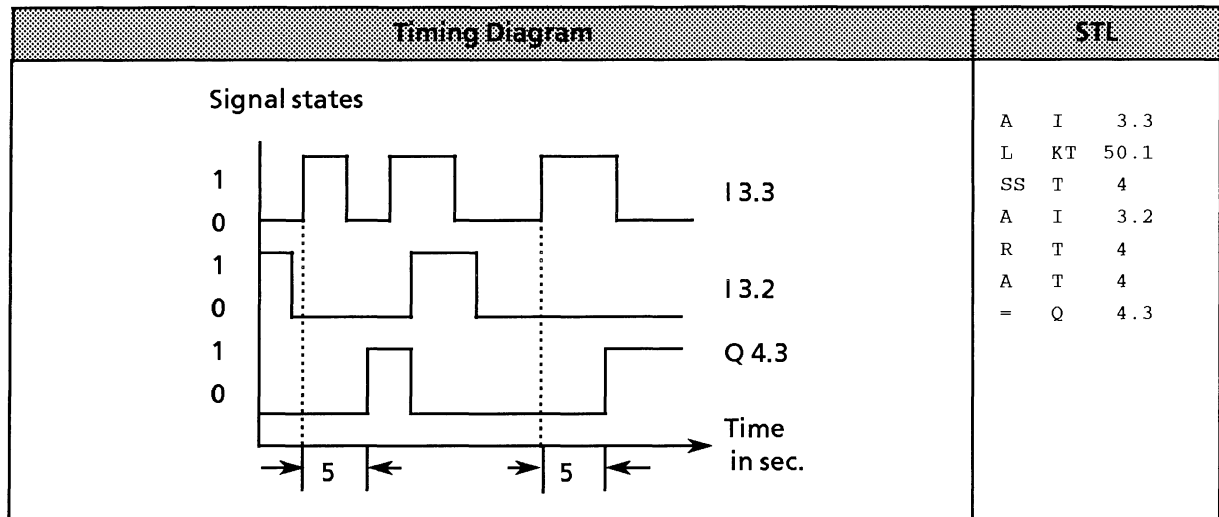 Timing Diagram
STL
Signal states
1
0
I 3.3
1
0
I 3.2
1
0
Q 4.3
Time
in sec.
5
5
A I 3.3
L KT 50.1
SS T 4
A I 3.2
R T 4
A T 4
= Q 4.3